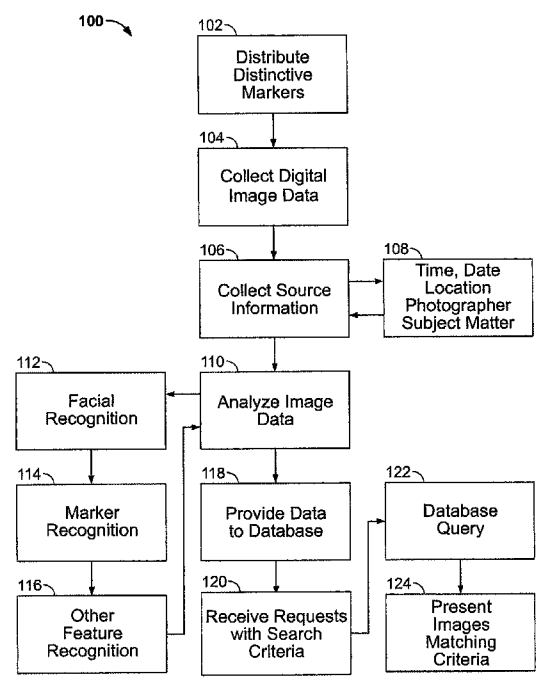 100
102
Distribute
Distinctive
Markers
104
Collect Digital
Image Data
106
Collect Source
Information
108
Time, Date
Location
Photographer
Subject Matter
110
Analyze Image
Data
112
Facial
Recognition
114
Marker
Recognition
116
Other
Feature
Recognition
118
Provide Data
to Database
120
Receive Requests
with Search
Criteria
122
Database
Query
124
Present
Images
Matching
Criteria